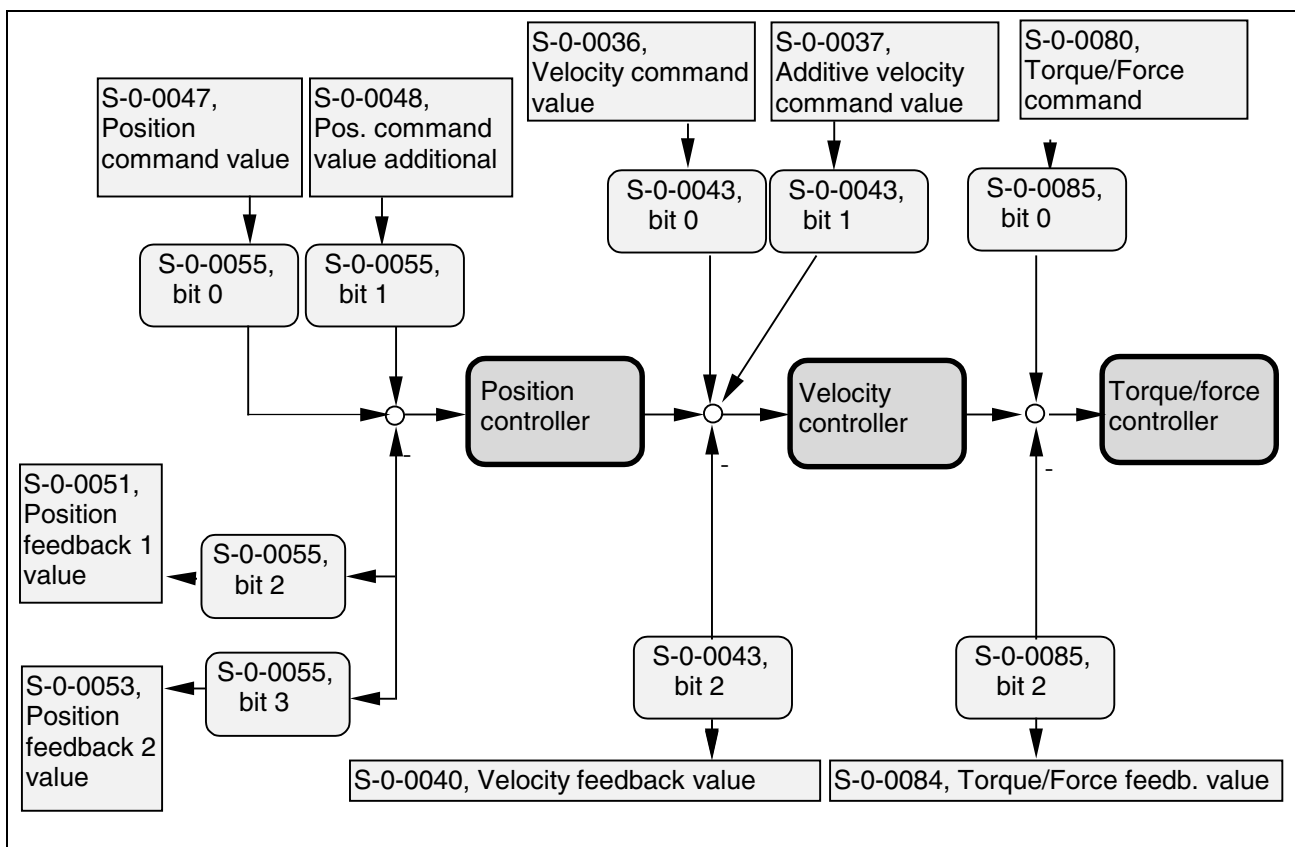 S-0-0036,
Velocity command
value
S-0-0037,
Additive velocity
command value
S-0-0080,
Torque/Force
command
S-0-0047,
Position
command value
S-0-0048,
Pos. command
value additional
S-0-0043,
bit 0
S-0-0043,
bit 1
S-0-0085,
bit 0
S-0-0055,
bit 0
S-0-0055,
bit 1
Position
controller
Velocity
controller
Torque/force
controller
-
-
-
S-0-0051,
Position
feedback 1
value
S-0-0055,
bit 2
S-0-0053,
Position
feedback 2
value
S-0-0055,
bit 3
S-0-0043,
bit 2
S-0-0085,
bit 2
S-0-0040, Velocity feedback value
S-0-0084, Torque/Force feedb. value